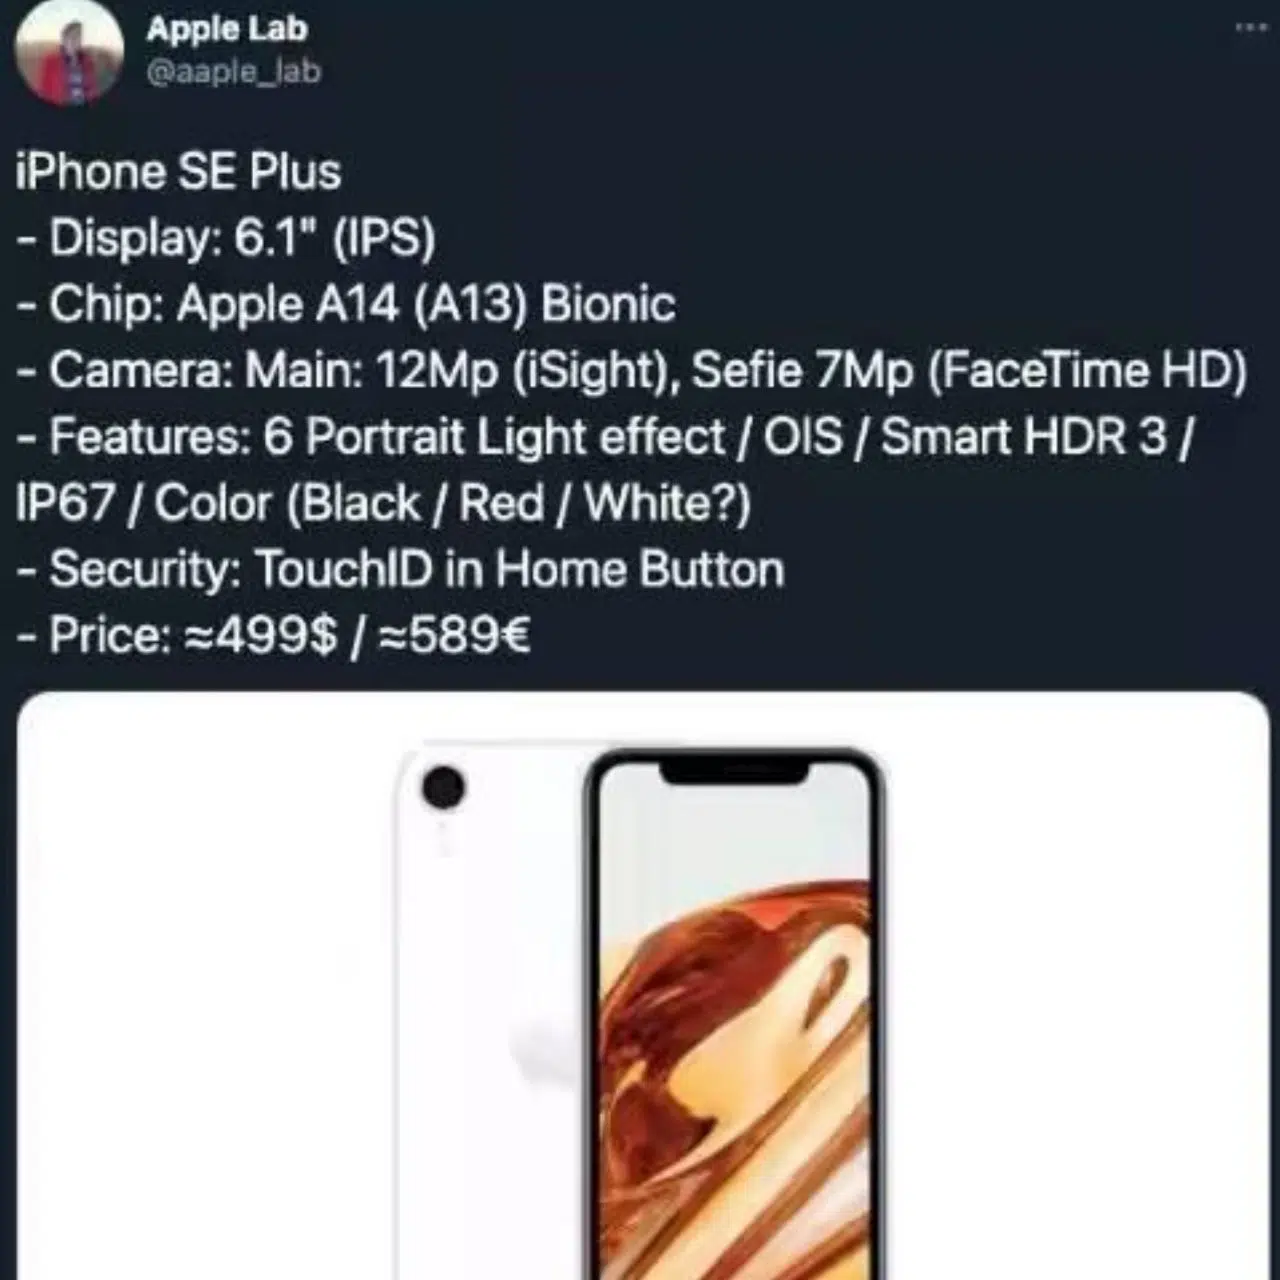 Apple Lab
@aaple_lab
iPhone SE Plus
- Display: 6.1" (IPS)
- Chip: Apple A14 (A13) Bionic
- Camera: Main: 12Mp (iSight), Sefie 7Mp (FaceTime HD)
- Features: 6 Portrait Light effect / OIS / Smart HDR 3 /
IP67 / Color (Black / Red / White?)
- Security: TouchID in Home Button
- Price: ≈499$ / ≈589€